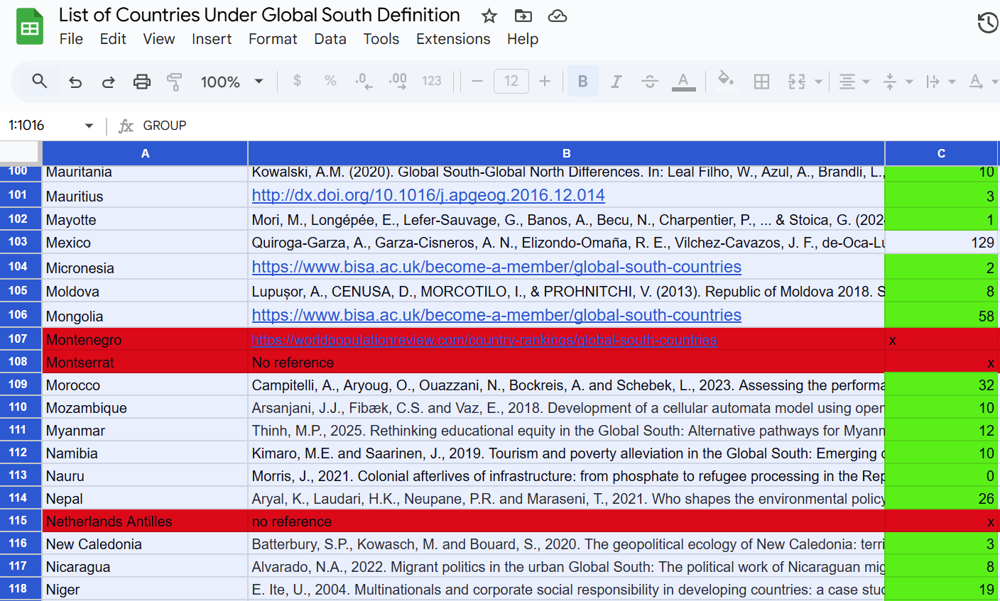 List of Countries Under Global South Definition
File Edit View Insert Format Data Tools Extensions Help
100% $ % .0 .00 123 12 B I S A A
1:1016 fx GROUP
A B C
100 Mauritania Kowalski, A.M. (2020). Global South-Global North Differences. In: Leal Filho, W., Azul, A., Brandli, L., 10
101 Mauritius http://dx.doi.org/10.1016/j.apgeog.2016.12.014 3
102 Mayotte Mori, M., Longépée, E., Lefer-Sauvage, G., Banos, A., Becu, N., Charpentier, P., ... & Stoica, G. (202 1
103 Mexico Quiroga-Garza, A., Garza-Cisneros, A. N., Elizondo-Omaña, R. E., Vilchez-Cavazos, J. F., de-Oca-Lu 129
104 Micronesia https://www.bisa.ac.uk/become-a-member/global-south-countries 2
105 Moldova Lupușor, A., CENUSA, D., MORCOTILO, I., & PROHNITCHI, V. (2013). Republic of Moldova 2018. S 8
106 Mongolia https://www.bisa.ac.uk/become-a-member/global-south-countries 58
107 Montenegro https://worldpopulationreview.com/country-rankings/global-south-countries x
108 Montserrat No reference x
109 Morocco Campitelli, A., Aryoug, O., Ouazzani, N., Bockreis, A. and Schebek, L., 2023. Assessing the performa 32
110 Mozambique Arsanjani, J.J., Fibæk, C.S. and Vaz, E., 2018. Development of a cellular automata model using open 10
111 Myanmar Thinh, M.P., 2025. Rethinking educational equity in the Global South: Alternative pathways for Myanm 12
112 Namibia Kimaro, M.E. and Saarinen, J., 2019. Tourism and poverty alleviation in the Global South: Emerging c 10
113 Nauru Morris, J., 2021. Colonial afterlives of infrastructure: from phosphate to refugee processing in the Rep 0
114 Nepal Aryal, K., Laudari, H.K., Neupane, P.R. and Maraseni, T., 2021. Who shapes the environmental policy 26
115 Netherlands Antilles no reference x
116 New Caledonia Batterbury, S.P., Kowasch, M. and Bouard, S., 2020. The geopolitical ecology of New Caledonia: terri 3
117 Nicaragua Alvarado, N.A., 2022. Migrant politics in the urban Global South: The political work of Nicaraguan mig 8
118 Niger E. Ite, U., 2004. Multinationals and corporate social responsibility in developing countries: a case stud 19